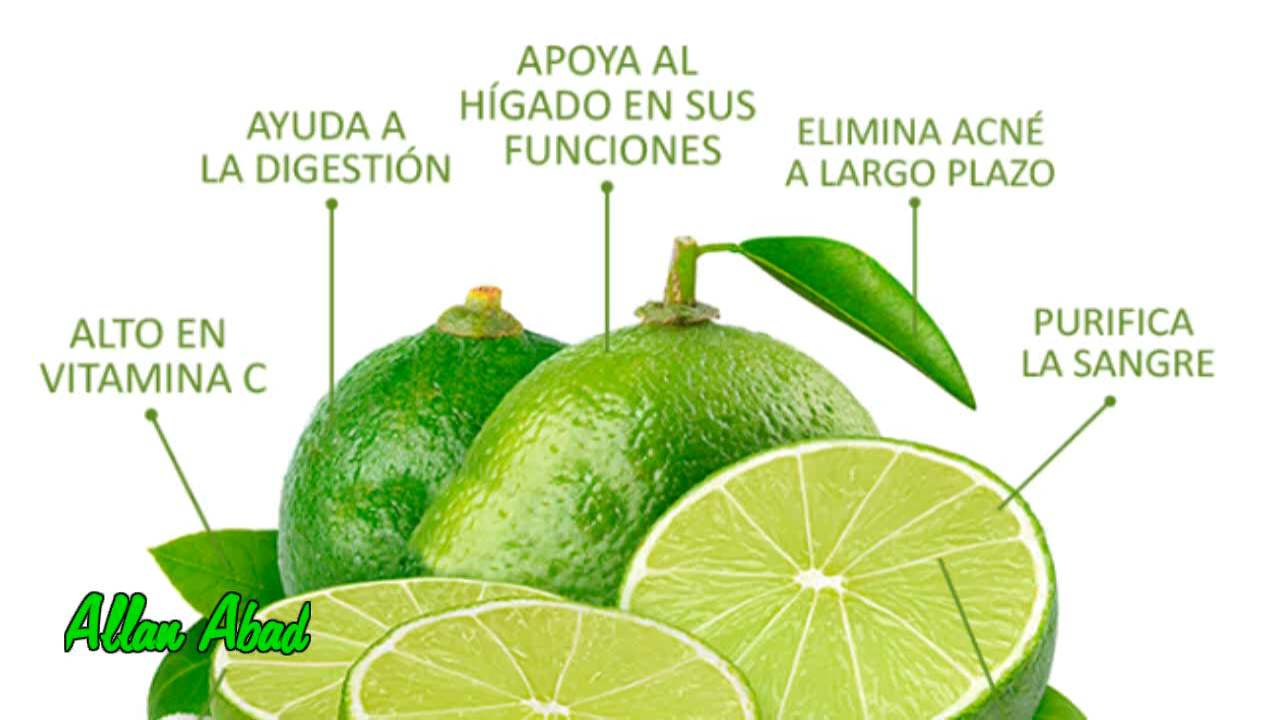 APOYA AL
HÍGADO EN SUS
FUNCIONES
AYUDA A
LA DIGESTIÓN
ELIMINA ACNÉ
A LARGO PLAZO
ALTO EN
VITAMINA C
PURIFICA
LA SANGRE
Allan Abad